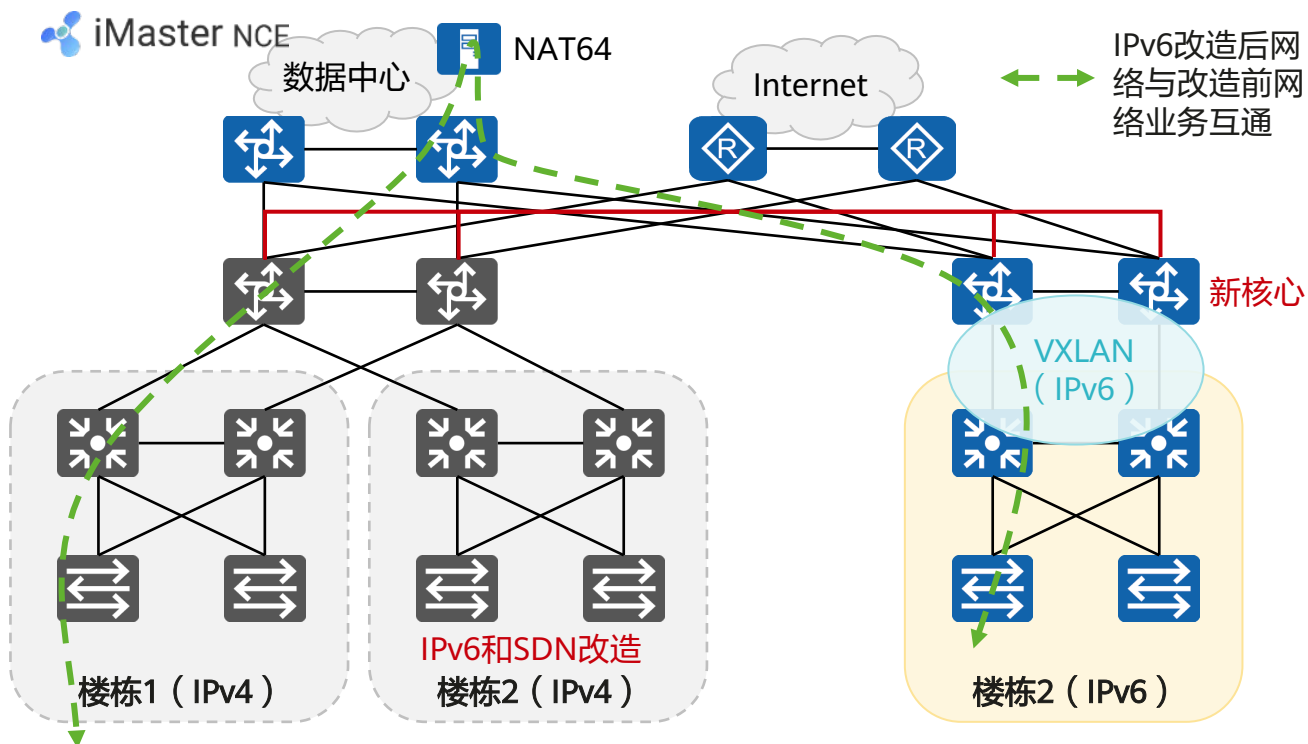 iMaster NCE
数据中心
NAT64
Internet
IPv6改造后网
络与改造前网
络业务互通
R
R
新核心
VXLAN
（IPv6）
IPv6和SDN改造
楼栋1（IPv4）
楼栋2（IPv4）
楼栋2（IPv6）